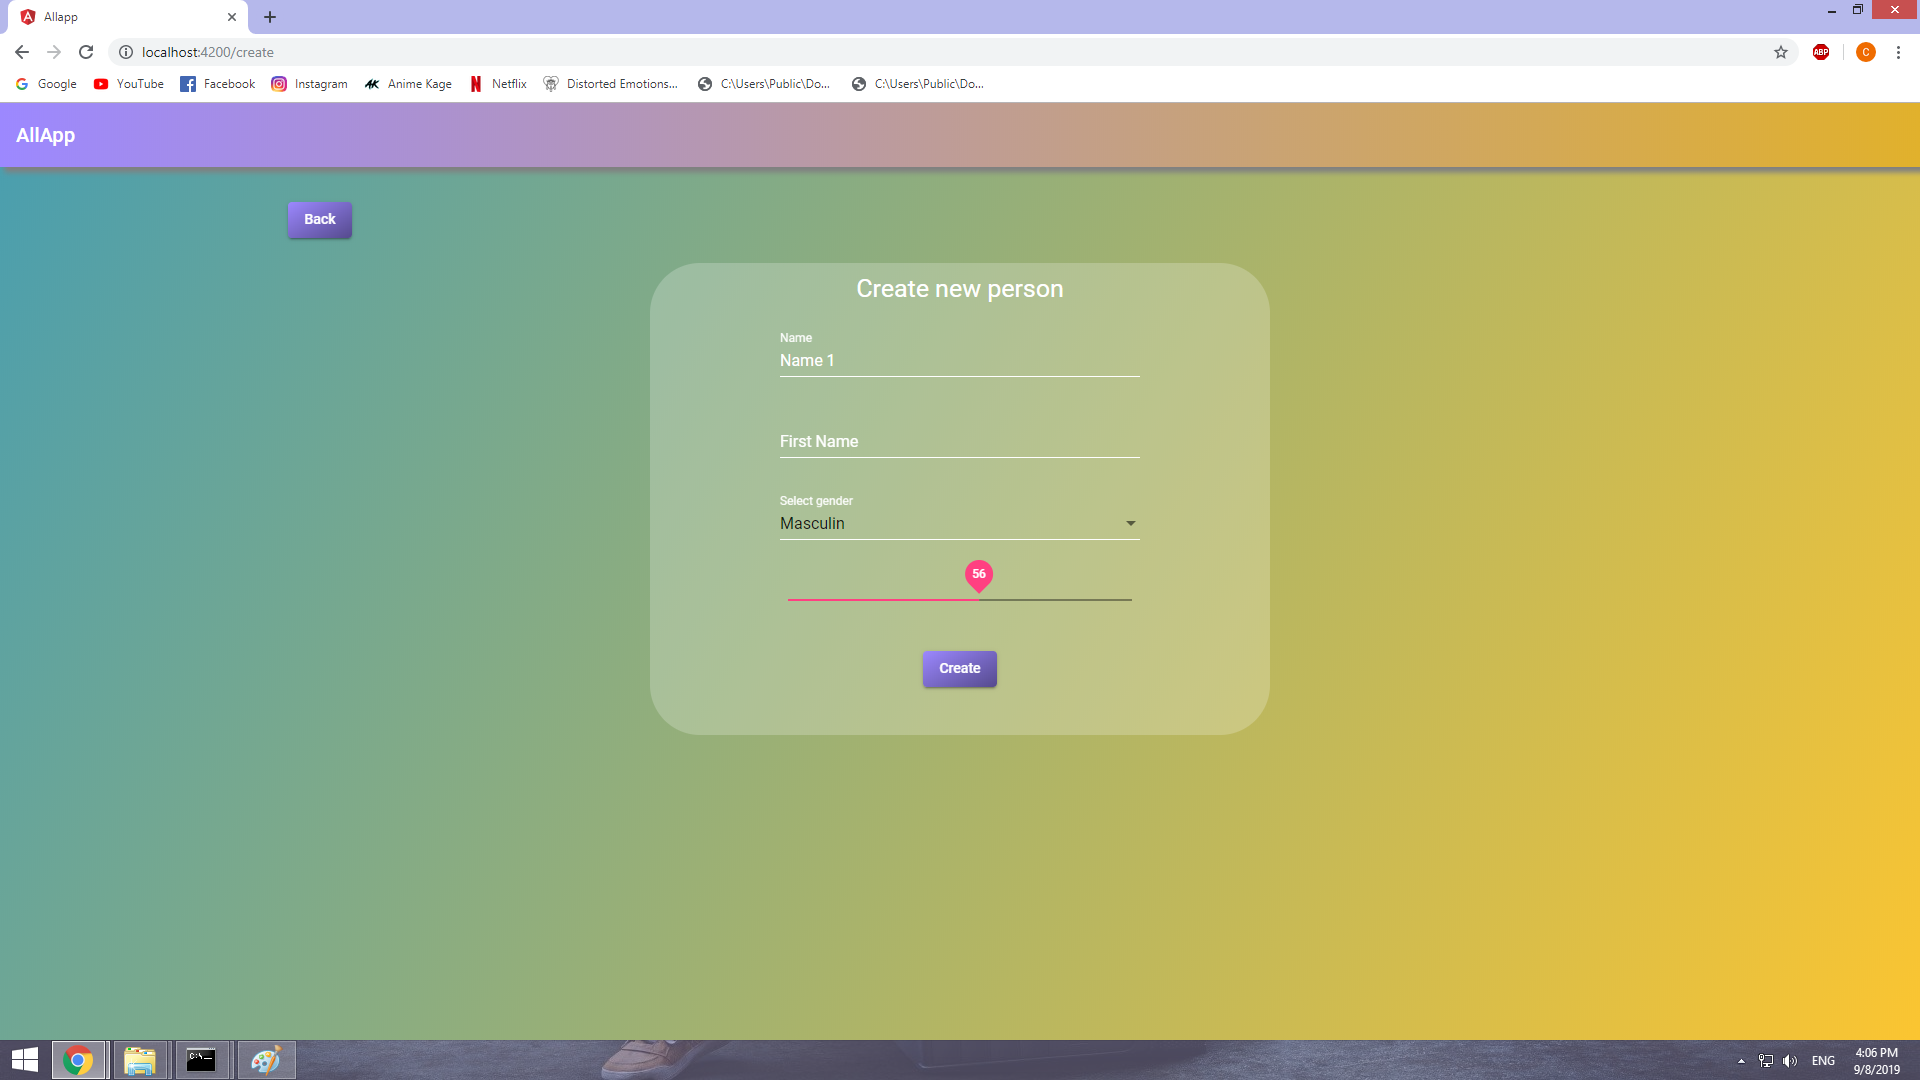 Allapp
localhost:4200/create
ABP
C
Google
YouTube
Facebook
Instagram
Anime Kage
Netflix
Distorted Emotions...
C:\Users\Public\Do...
C:\Users\Public\Do...
AllApp
Back
Create new person
Name
Name 1
First Name
Select gender
Masculin
56
Create
C:\.
ENG
4:06 PM
9/8/2019